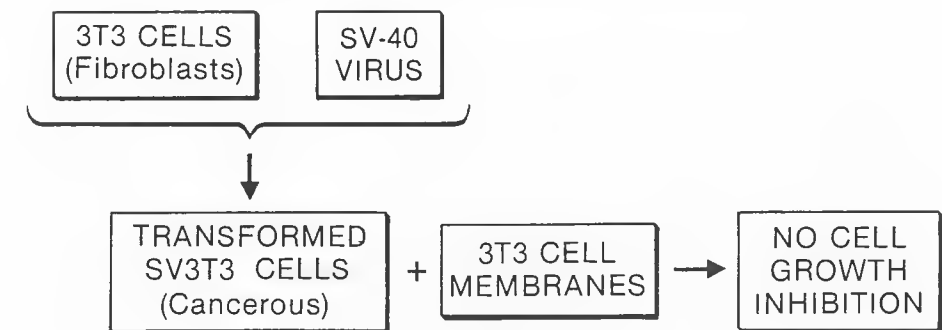 3T3 CELLS
(Fibroblasts)
SV-40
VIRUS
TRANSFORMED
SV3T3 CELLS
(Cancerous)
+
3T3 CELL
MEMBRANES
NO CELL
GROWTH
INHIBITION